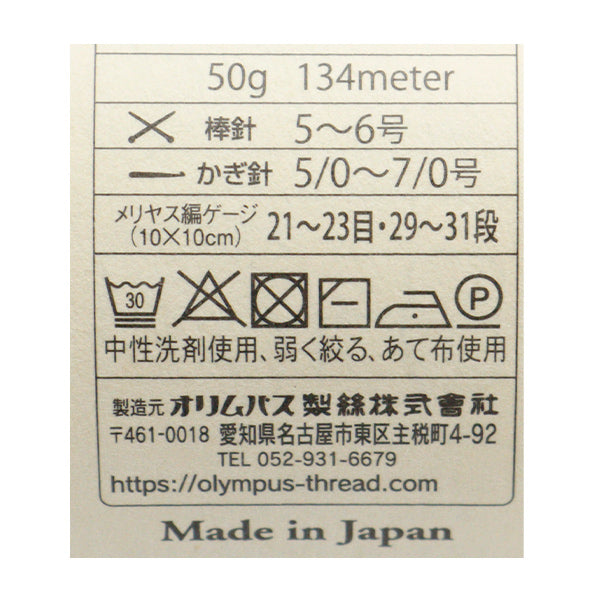 50g 134meter
棒針 5〜6号
かぎ針 5/0〜7/0号
メリヤス編ゲージ
(10×10cm) 21〜23目・29〜31段
30 P
中性洗剤使用、弱く絞る、あて布使用
製造元 オリムパス製絲株式會社
〒461-0018 愛知県名古屋市東区主税町4-92
TEL 052-931-6679
https://olympus-thread.com/
Made in Japan